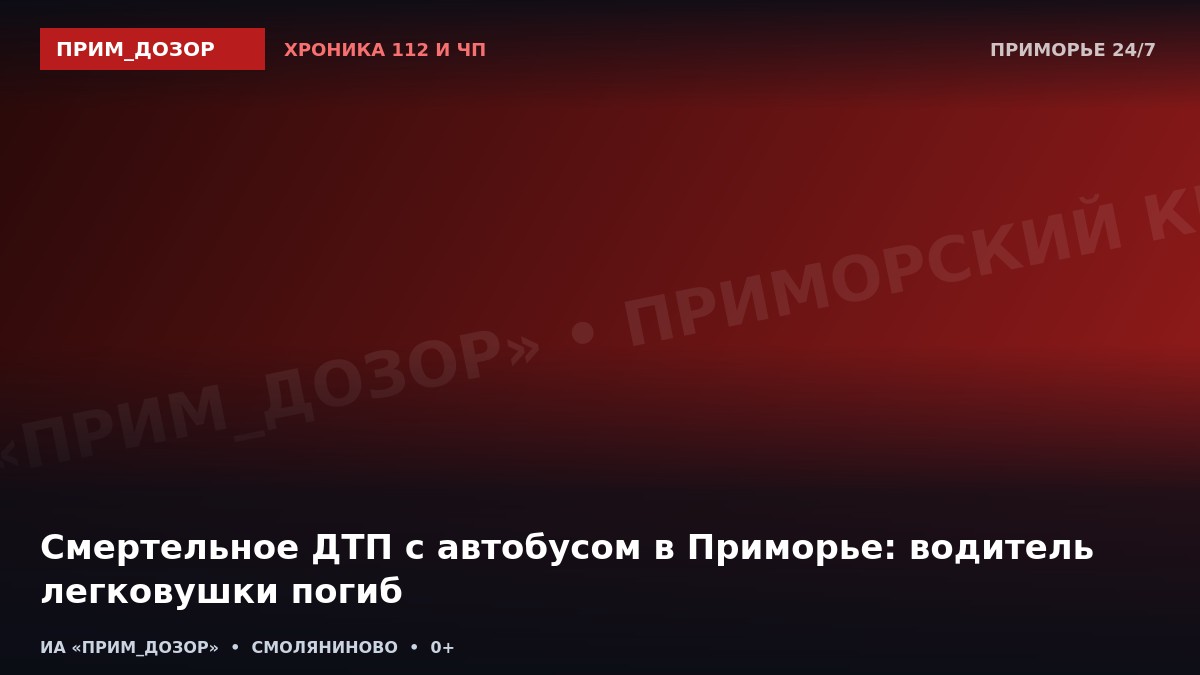 ПРИМ_ДОЗОР
ХРОНИКА 112 И ЧП
ПРИМОРЬЕ 24/7
«ПРИМ_ДОЗОР» • ПРИМОРСКИЙ
Смертельное ДТП с автобусом в Приморье: водитель
легковушки погиб
ИА «ПРИМ_ДОЗОР» • СМОЛЯНИНОВО • 0+